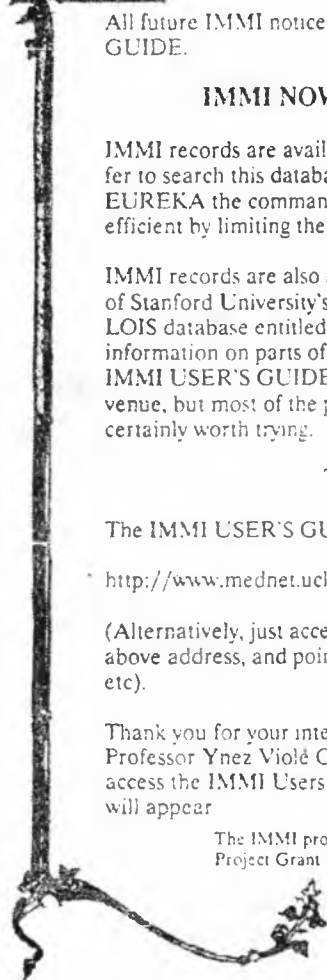 All future IMMI notice
GUIDE.
IMMI NOW
IMMI records are avail
fer to search this databa
EUREKA the comman
efficient by limiting the
IMMI records are also
of Stanford University's
LOIS database entitled
information on parts of
IMMI USER'S GUIDE
venue, but most of the p
certainly worth trying.
The IMMI USER'S GU
http://www.mednet.ucl
(Alternatively, just acce
above address, and poin
etc).
Thank you for your inte
Professor Ynez Violé O
access the IMMI Users
will appear
The IMMI pro
Project Grant